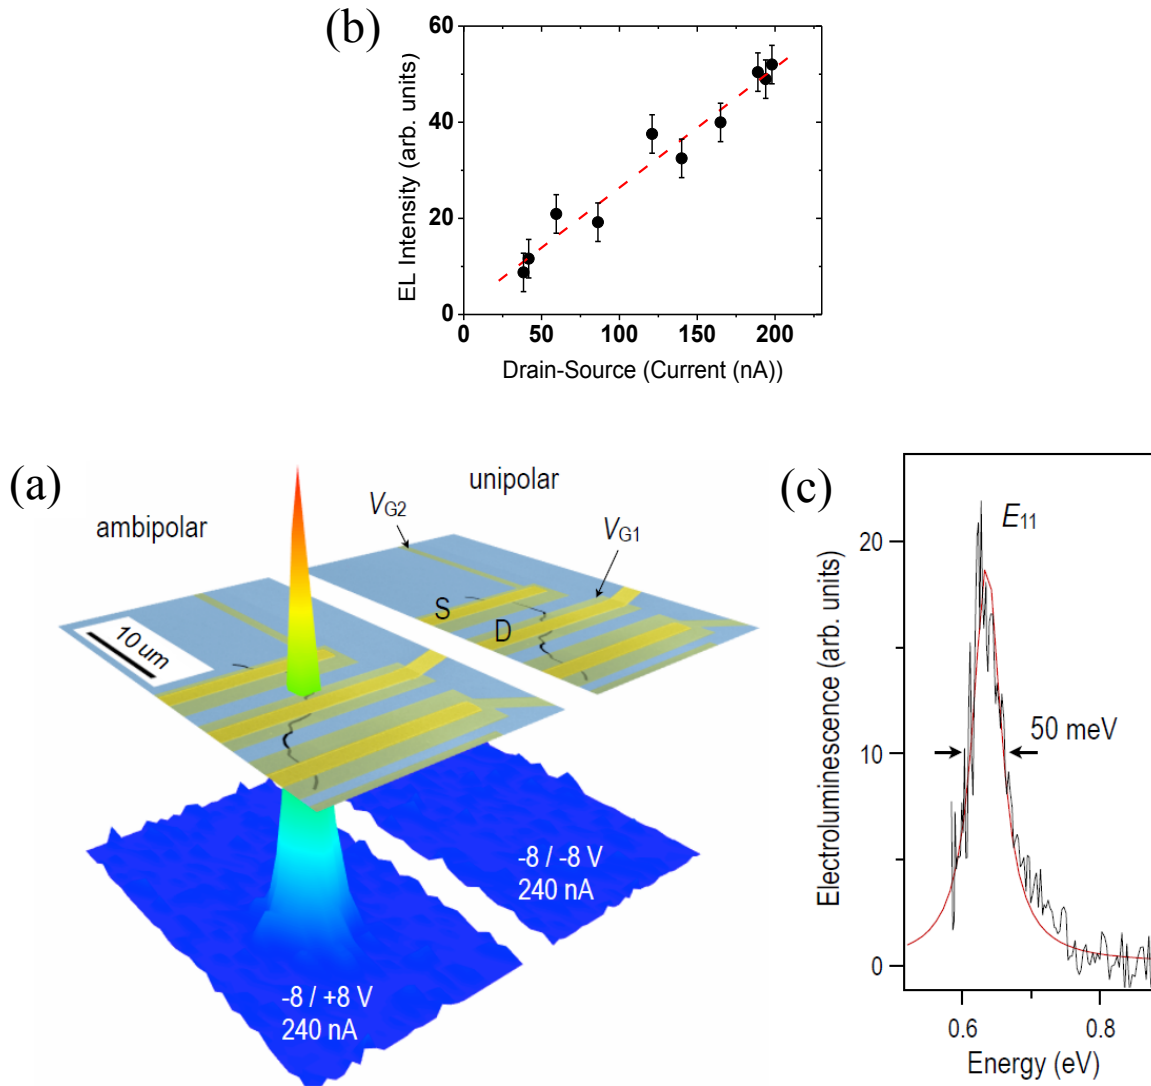 (b)
60
40
20
0
EL Intensity (arb. units)
0 50 100 150 200
Drain-Source (Current (nA))
(a)
ambipolar
unipolar
VG2
VG1
S
D
10 um
-8 / -8 V
240 nA
-8 / +8 V
240 nA
(c)
E11
50 meV
20
10
0
Electroluminescence (arb. units)
0.6 0.8
Energy (eV)